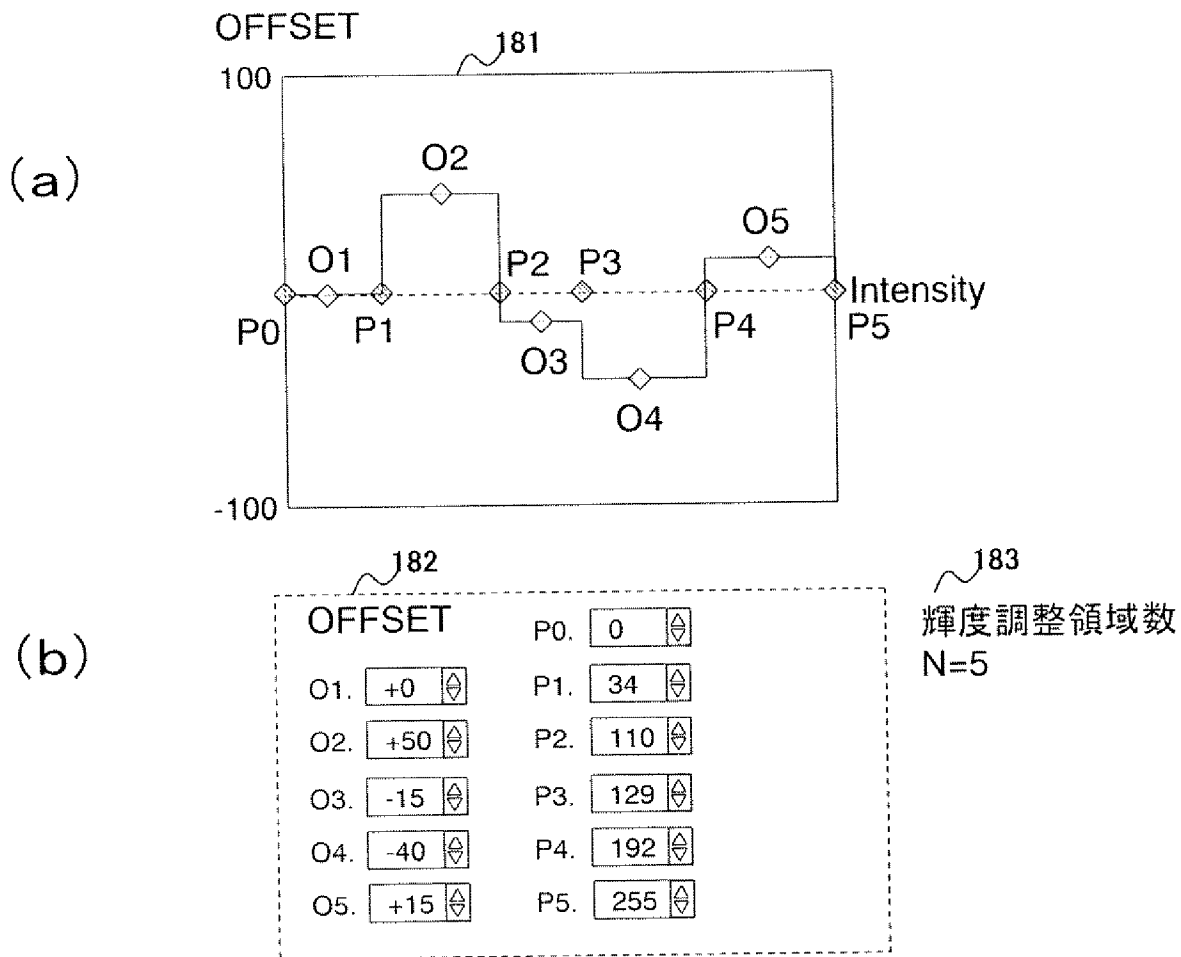 OFFSET
181
100
(a)
O2
O5
O1
P2
P3
Intensity
P0
P1
P4
P5
O3
O4
-100
182
183
(b)
OFFSET
P0. 0
輝度調整領域数
N=5
O1. +0
P1. 34
O2. +50
P2. 110
O3. -15
P3. 129
O4. -40
P4. 192
O5. +15
P5. 255